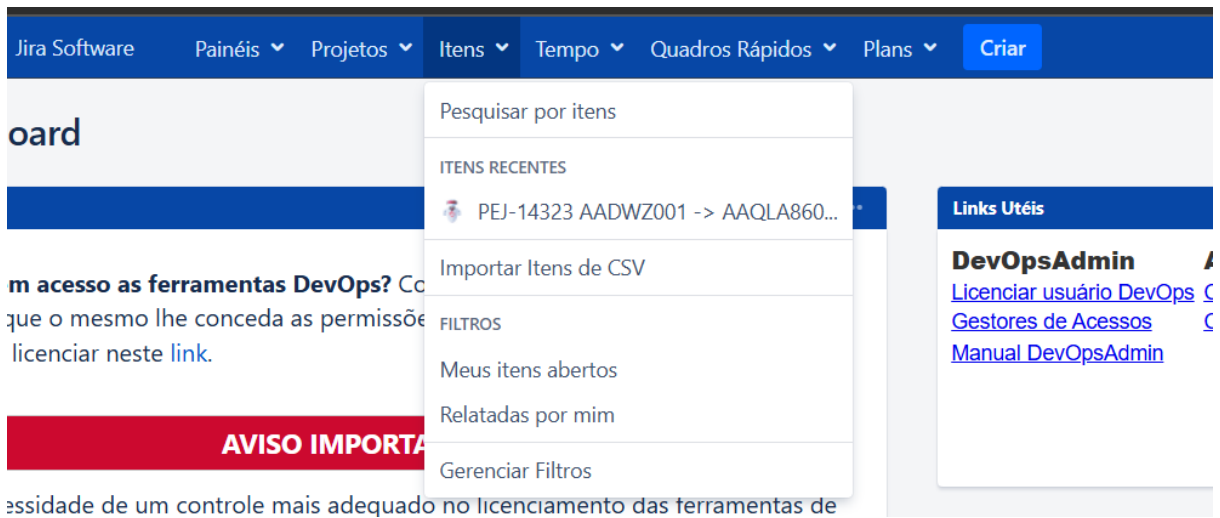 Jira Software Painéis Projetos Itens Tempo Quadros Rápidos Plans Criar
oard
Pesquisar por itens
ITENS RECENTES
PEJ-14323 AADWZ001 -> AAQLA860...
Importar Itens de CSV
FILTROS
Meus itens abertos
Relatadas por mim
Gerenciar Filtros
m acesso as ferramentas DevOps? Co
que o mesmo lhe conceda as permissõe
licenciar neste link.
AVISO IMPORTA
essidade de um controle mais adequado no licenciamento das ferramentas de
Links Utéis
DevOpsAdmin
Licenciar usuário DevOps
Gestores de Acessos
Manual DevOpsAdmin